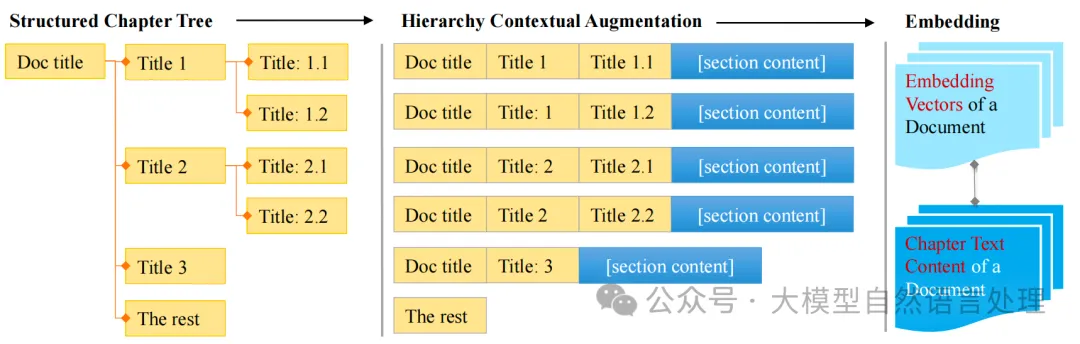 Structured Chapter Tree
Hierarchy Contextual Augmentation
Embedding
Doc title
Title 1
Title: 1.1
Title: 1.2
Title 2
Title: 2.1
Title: 2.2
Title 3
The rest
Doc title Title 1 Title 1.1 [section content]
Doc title Title: 1 Title 1.2 [section content]
Doc title Title: 2 Title 2.1 [section content]
Doc title Title 2 Title 2.2 [section content]
Doc title Title: 3 [section content]
The rest
Embedding
Vectors of a
Document
Chapter Text
Content of a
Document
公众号 · 大模型自然语言处理